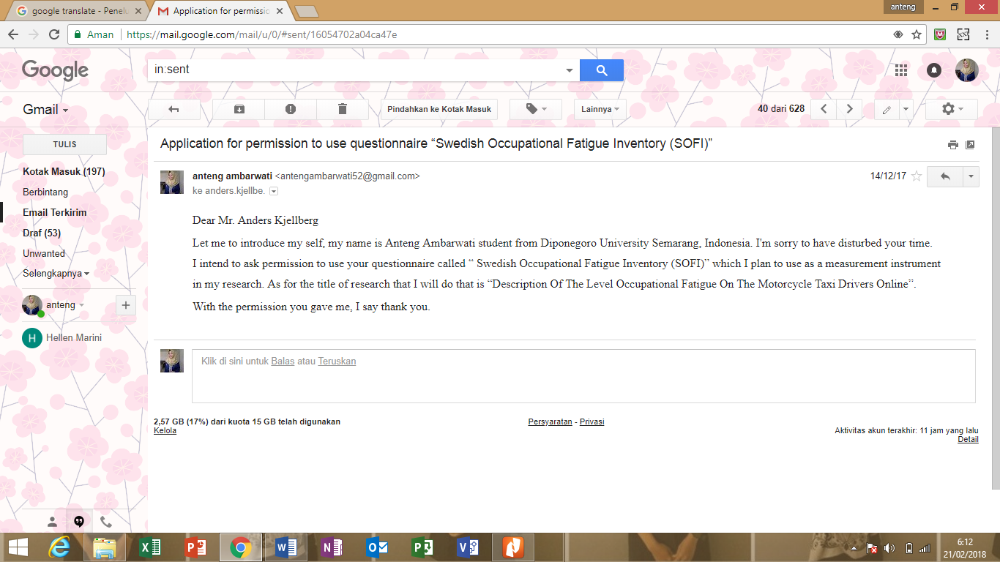 google translate - Penelu
Application for permissio
anteng
Aman
https://mail.google.com/mail/u/0/#sent/16054702a04ca47e
Google
in:sent
Gmail
Pindahkan ke Kotak Masuk
Lainnya
40 dari 628
TULIS
Application for permission to use questionnaire “Swedish Occupational Fatigue Inventory (SOFI)”
Kotak Masuk (197)
Berbintang
Email Terkirim
Draf (53)
Unwanted
Selengkapnya
anteng
H
Hellen Marini
anteng ambarwati <antengambarwati52@gmail.com>
14/12/17
ke anders.kjellbe.
Dear Mr. Anders Kjellberg
Let me to introduce my self, my name is Anteng Ambarwati student from Diponegoro University Semarang, Indonesia. I'm sorry to have disturbed your time.
I intend to ask permission to use your questionnaire called “ Swedish Occupational Fatigue Inventory (SOFI)” which I plan to use as a measurement instrument
in my research. As for the title of research that I will do that is “Description Of The Level Occupational Fatigue On The Motorcycle Taxi Drivers Online”.
With the permission you gave me, I say thank you.
Klik di sini untuk Balas atau Teruskan
2,57 GB (17%) dari kuota 15 GB telah digunakan
Kelola
Persyaratan - Privasi
Aktivitas akun terakhir: 11 jam yang lalu
Detail
6:12
21/02/2018